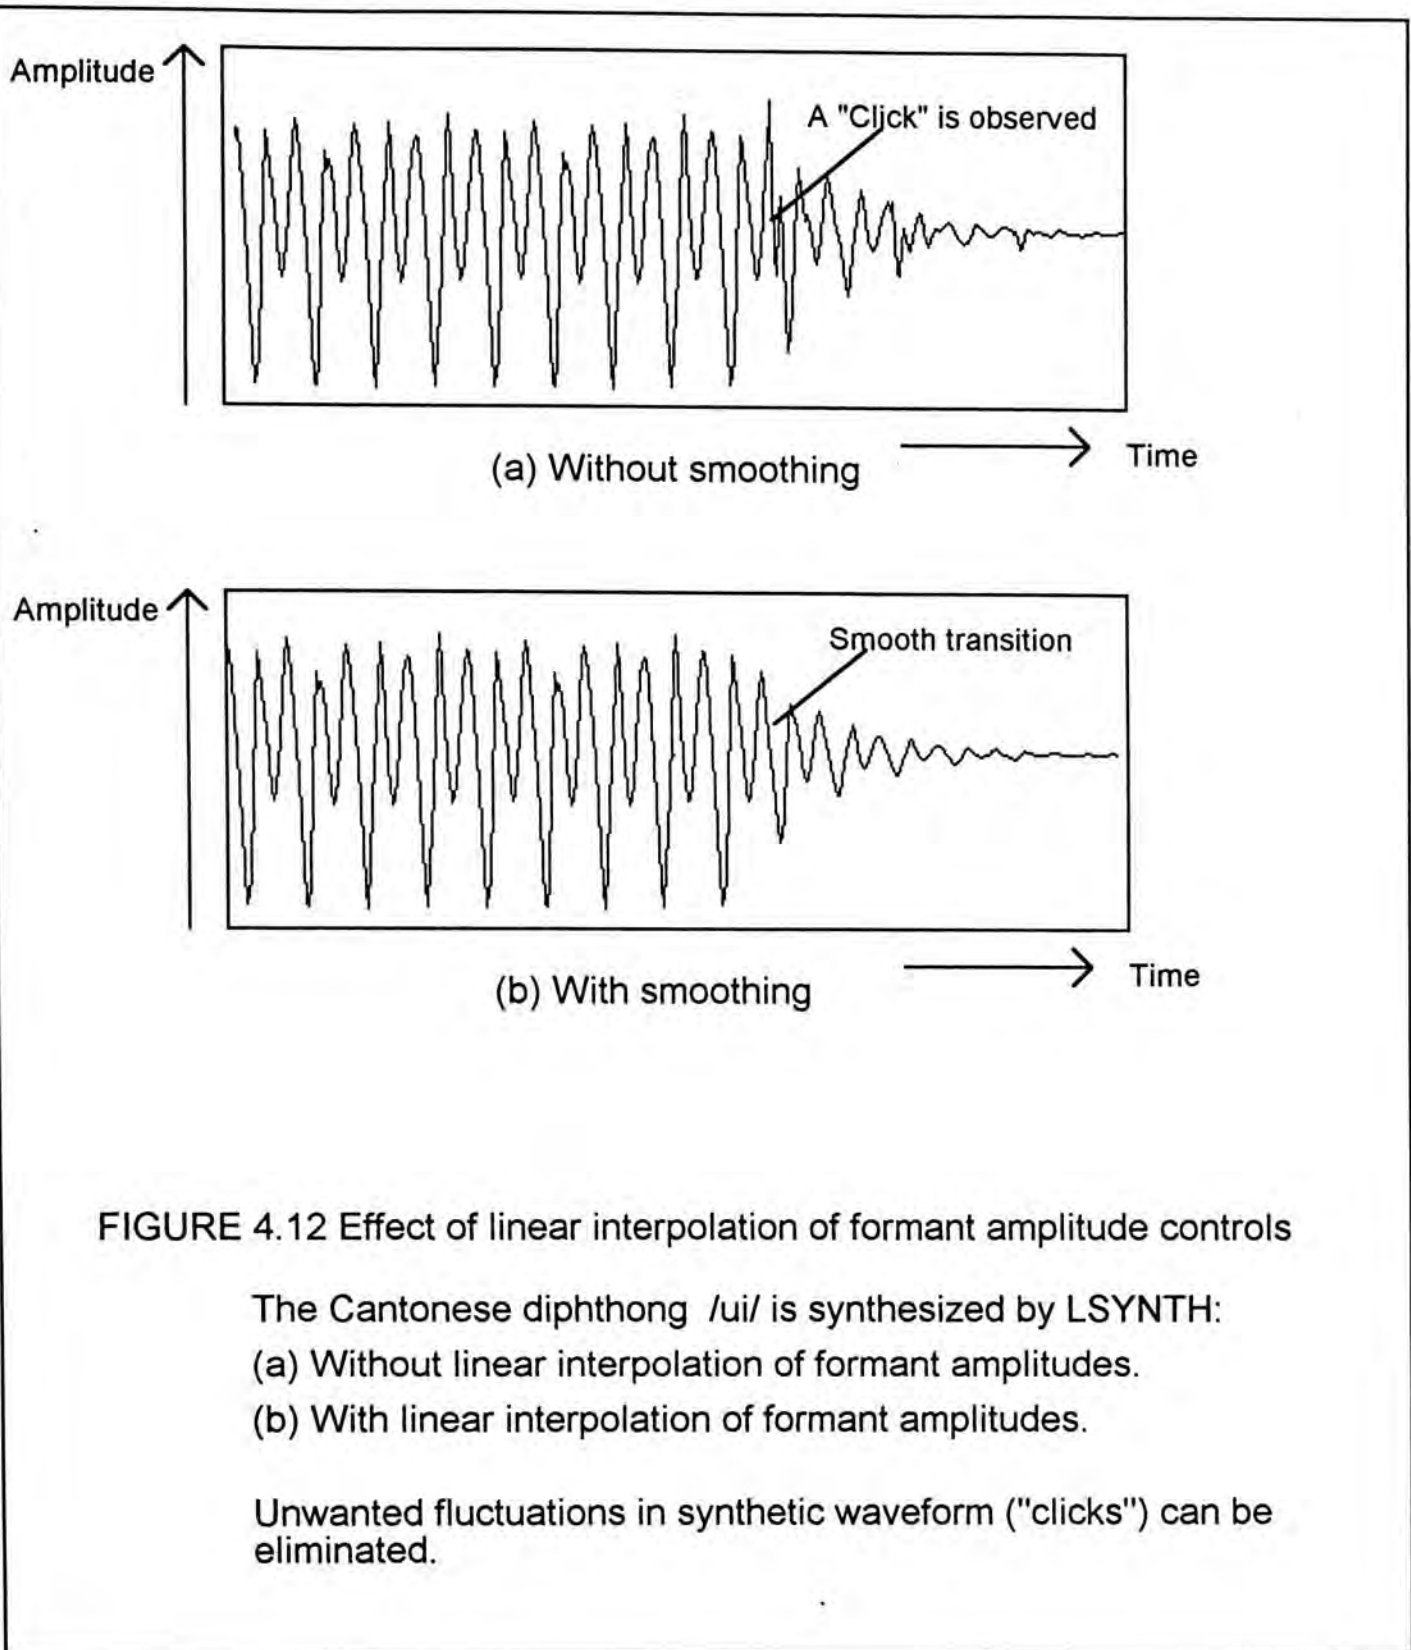 Amplitude
A "Click" is observed
(a) Without smoothing
Time
Amplitude
Smooth transition
(b) With smoothing
Time
FIGURE 4.12 Effect of linear interpolation of formant amplitude controls
The Cantonese diphthong /ui/ is synthesized by LSYNTH:
(a) Without linear interpolation of formant amplitudes.
(b) With linear interpolation of formant amplitudes.
Unwanted fluctuations in synthetic waveform ("clicks") can be
eliminated.